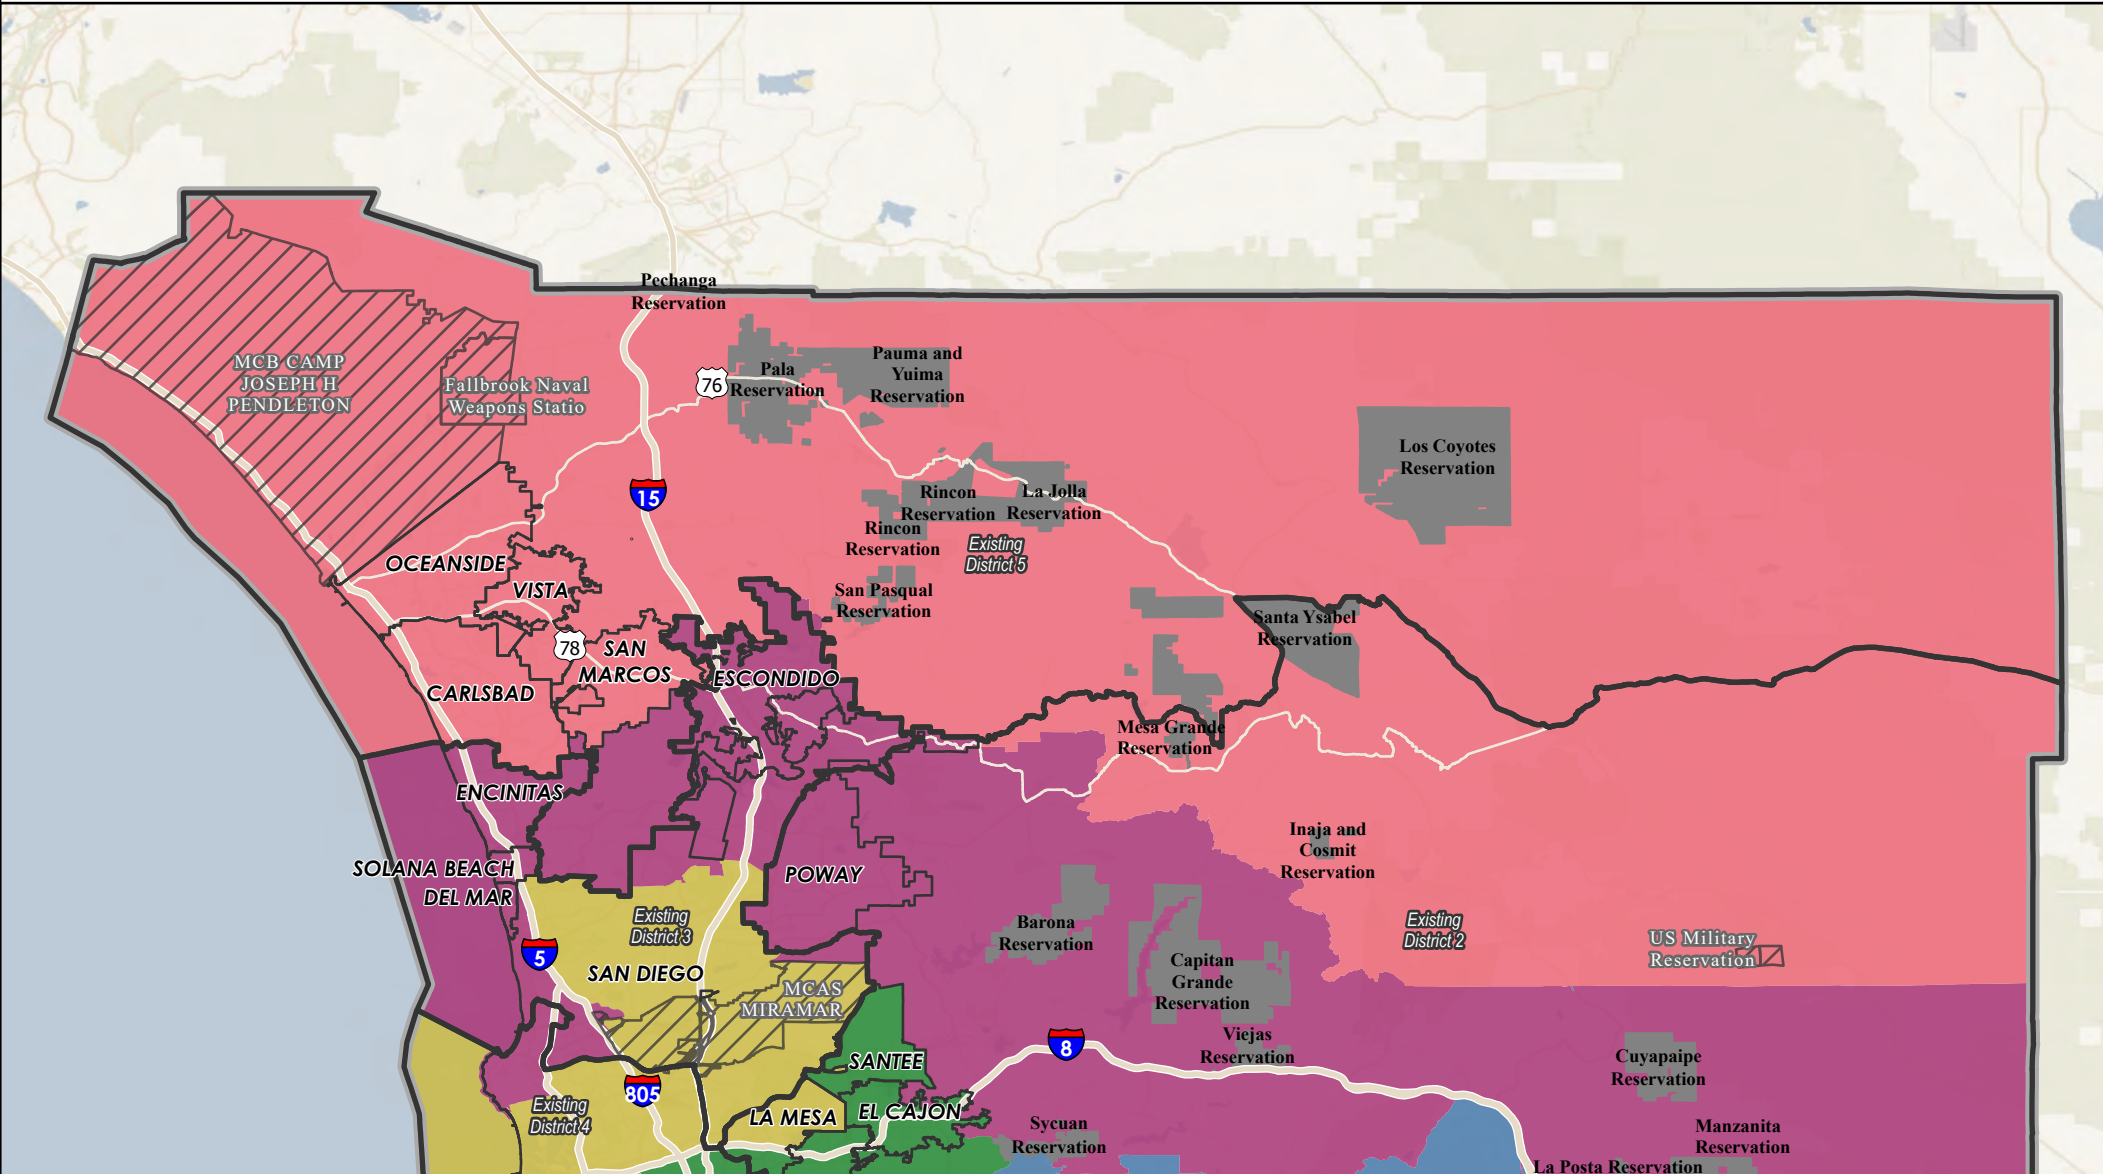 Pechanga
Reservation
MCB CAMP
JOSEPH H
PENDLETON
Fallbrook Naval
Weapons Statio
76
Pala
Reservation
Pauma and
Yuima
Reservation
Los Coyotes
Reservation
15
Rincon
Reservation
La Jolla
Reservation
Rincon
Reservation
Existing
District 5
OCEANSIDE
VISTA
San Pasqual
Reservation
Santa Ysabel
Reservation
78
SAN
MARCOS
ESCONDIDO
CARLSBAD
Mesa Grande
Reservation
ENCINITAS
Inaja and
Cosmit
Reservation
SOLANA BEACH
DEL MAR
POWAY
Existing
District 3
Barona
Reservation
Existing
District 2
US Military
Reservation
5
SAN DIEGO
MCAS
MIRAMAR
Capitan
Grande
Reservation
8
Viejas
Reservation
SANTEE
Cuyapaipe
Reservation
805
Existing
District 4
LA MESA
EL CAJON
Sycuan
Reservation
Manzanita
Reservation
La Posta Reservation